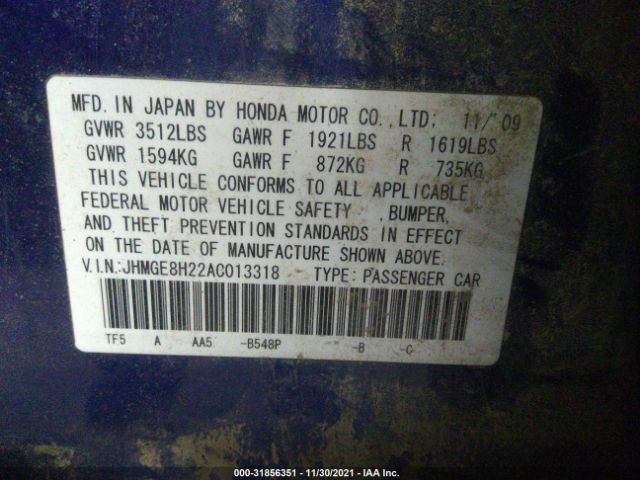 MFD. IN JAPAN BY HONDA MOTOR CO., LTD: 11/'09
GVWR 3512LBS GAWR F 1921LBS R 1619LBS
GVWR 1594KG GAWR F 872KG R 735KG
THIS VEHICLE CONFORMS TO ALL APPLICABLE
FEDERAL MOTOR VEHICLE SAFETY , BUMPER,
AND THEFT PREVENTION STANDARDS IN EFFECT
ON THE DATE OF MANUFACTURE SHOWN ABOVE.
V.I.N.:JHMGE8H22AC013318 TYPE: PASSENGER CAR
TF5 A AA5 -B548P -B -C
000-31856351 - 11/30/2021 - IAA Inc.